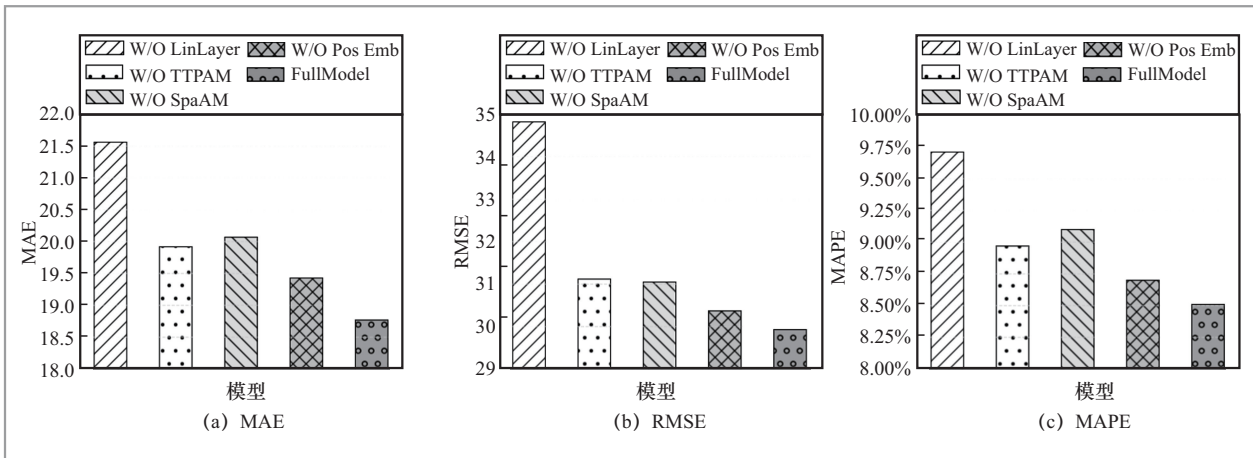 W/O LinLayer W/O Pos Emb
W/O TTPAM FullModel
W/O SpaAM
22.0
21.5
21.0
20.5
20.0
19.5
19.0
18.5
18.0
MAE
模型
(a) MAE
W/O LinLayer W/O Pos Emb
W/O TTPAM FullModel
W/O SpaAM
35
34
33
32
31
30
29
RMSE
模型
(b) RMSE
W/O LinLayer W/O Pos Emb
W/O TTPAM FullModel
W/O SpaAM
10.00%
9.75%
9.50%
9.25%
9.00%
8.75%
8.50%
8.25%
8.00%
MAPE
模型
(c) MAPE